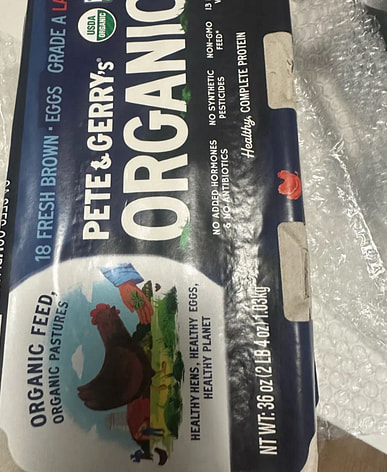 18 FRESH BROWN • EGGS GRADE A LA
USDA
ORGANIC
PETE & GERRY's
ORGANIC
NO ADDED HORMONES
& NO ANTIBIOTICS
NO SYNTHETIC
PESTICIDES
NON-GMO
FEED*
13
Healthy, COMPLETE PROTEIN
ORGANIC FEED,
ORGANIC PASTURES
HEALTHY HENS, HEALTHY EGGS,
HEALTHY PLANET
NT WT: 36 oz (2 LB 4 oz) 1.03kg